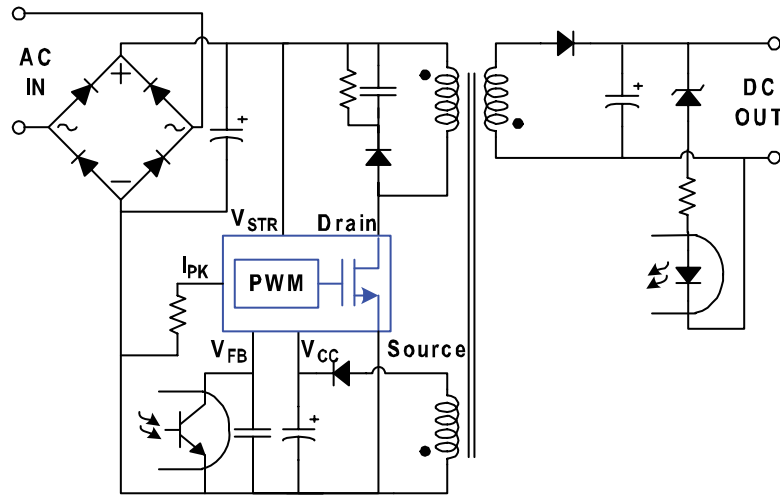 AC
IN
+
−
~
~
+
+
DC
OUT
VSTR
Drain
IPK
PWM
VFB
VCC
Source
+